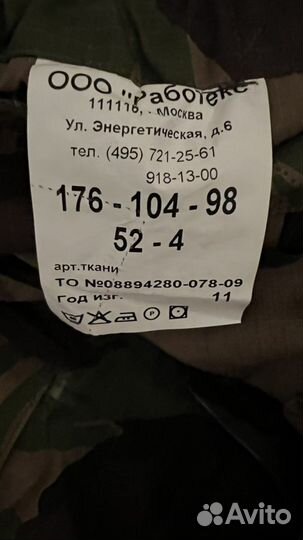 ООО "Работекс"
111116, . Москва
Ул. Энергетическая, д.6
тел. (495) 721-25-61
918-13-00
176 - 104 - 98
52 - 4
арт.ткани
ТО №08894280-078-09
Год изг. 11
P
Avito